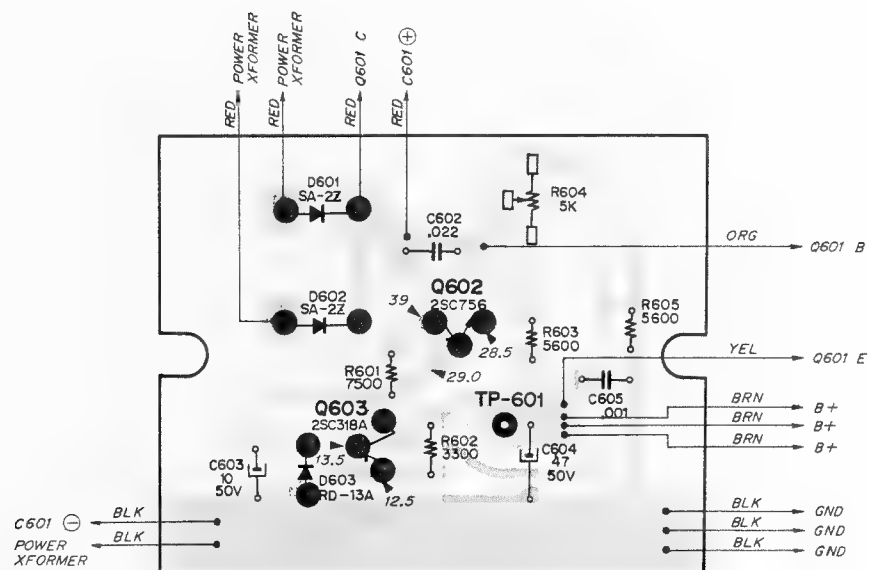 POWER
XFORMER
POWER
XFORMER
Q601 C
C601 ⊕
RED
RED
RED
RED
D601
SA-2Z
R604
5K
C602
.022
ORG
Q601 B
Q602
2SC756
39
28.5
D602
SA-2Z
R603
5600
R605
5600
YEL
Q601 E
R601
7500
29.0
C605
.001
TP-601
BRN
B+
BRN
B+
BRN
B+
Q603
2SC318A
13.5
R602
3300
C604
47
50V
C603
10
50V
D603
RD-13A
12.5
C601 ⊖
BLK
POWER
XFORMER
BLK
BLK
GND
BLK
GND
BLK
GND